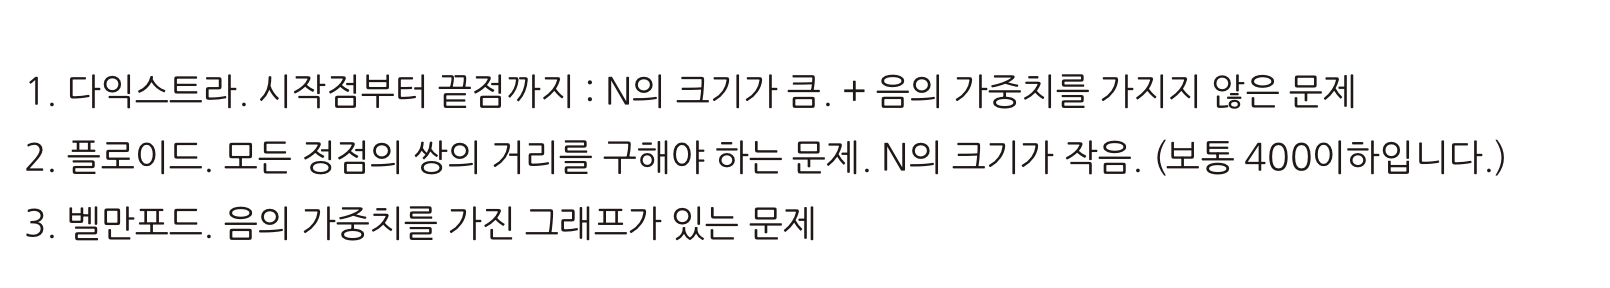 1. 다익스트라. 시작점부터 끝점까지 : N의 크기가 큼. + 음의 가중치를 가지지 않은 문제
2. 플로이드. 모든 정점의 쌍의 거리를 구해야 하는 문제. N의 크기가 작음. (보통 400이하입니다.)
3. 벨만포드. 음의 가중치를 가진 그래프가 있는 문제